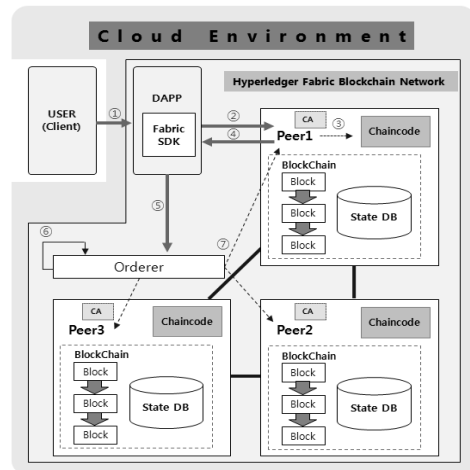 Cloud Environment
Hyperledger Fabric Blockchain Network
USER
(Client)
①
DAPP
Fabric
SDK
②
④
CA
Peer1
③
Chaincode
BlockChain
Block
Block
Block
State DB
⑤
⑥
⑦
Orderer
CA
Peer3
Chaincode
BlockChain
Block
Block
Block
State DB
CA
Peer2
Chaincode
BlockChain
Block
Block
Block
State DB